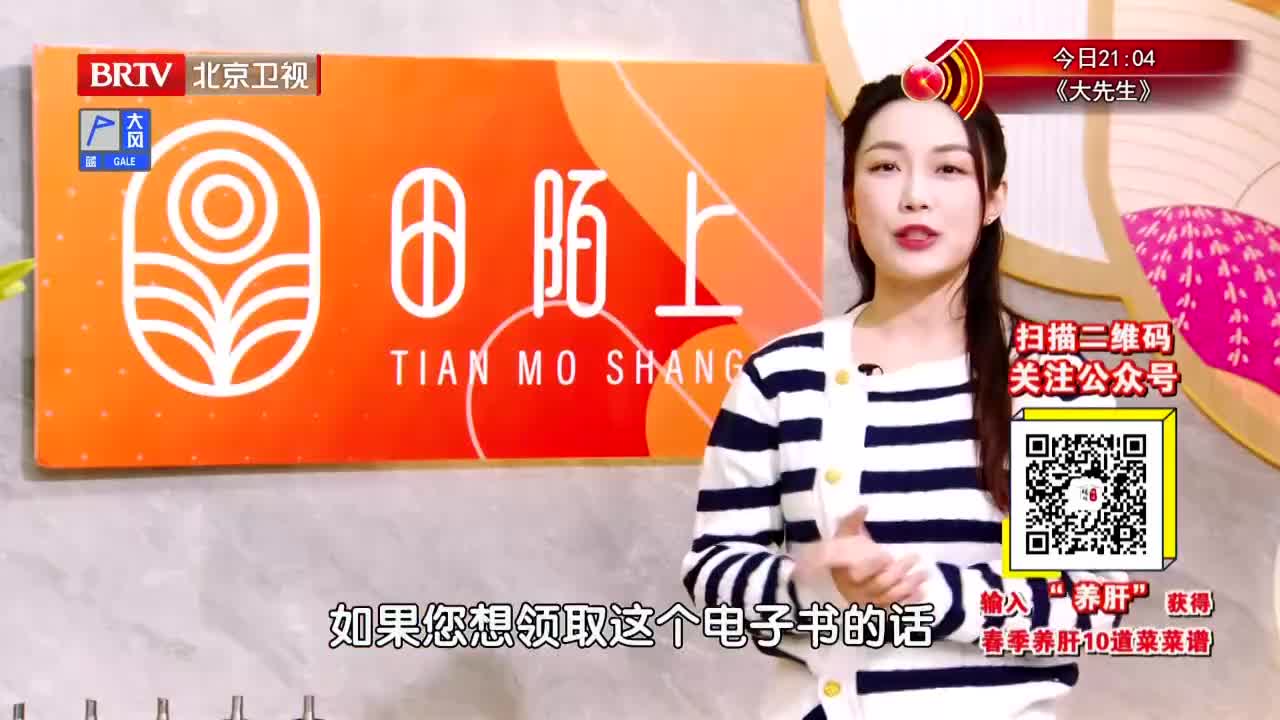 BRTV 北京卫视
大风
蓝 GALE
今日21:04
《大先生》
田陌上
TIAN MO SHANG
扫描二维码
关注公众号
输入 “养肝” 获得
春季养肝10道菜菜谱
如果您想领取这个电子书的话